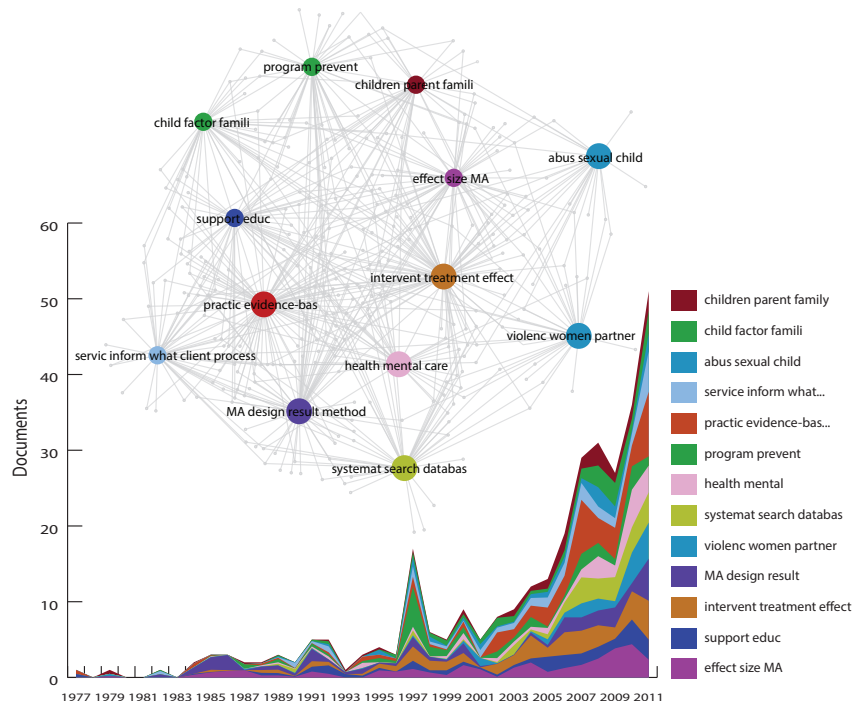 program prevent
children parent famili
child factor famili
abus sexual child
effect size MA
support educ
intervent treatment effect
practic evidence-bas
violenc women partner
servic inform what client process
health mental care
MA design result method
systemat search databas
Documents
60
50
40
30
20
10
0
1977 1979 1981 1983 1985 1987 1989 1991 1993 1995 1997 1999 2001 2003 2005 2007 2009 2011
children parent family
child factor famili
abus sexual child
service inform what...
practic evidence-bas...
program prevent
health mental
systemat search databas
violenc women partner
MA design result
intervent treatment effect
support educ
effect size MA